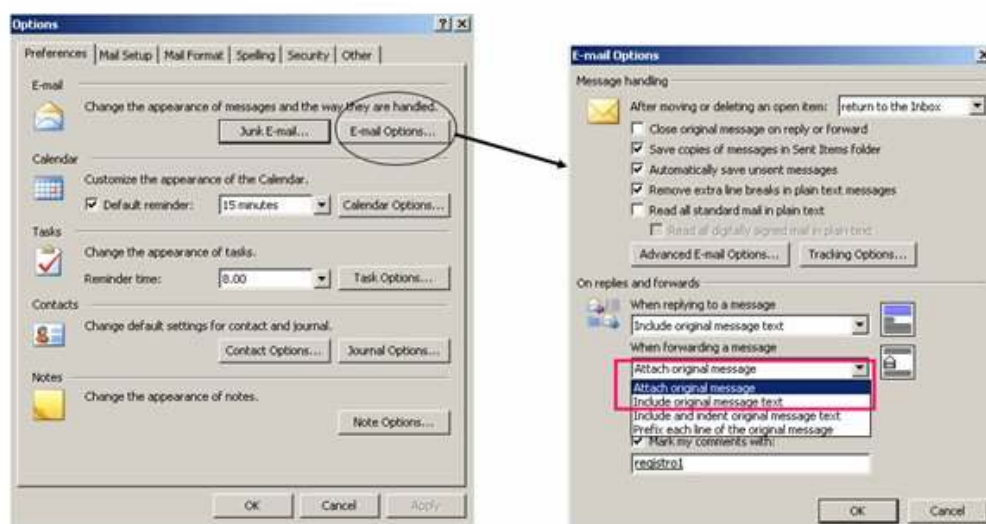 Options
Preferences Mail Setup Mail Format Spelling Security Other
E-mail
Change the appearance of messages and the way they are handled.
Junk E-mail... E-mail Options...
Calendar
Customize the appearance of the Calendar.
Default reminder: 15 minutes Calendar Options...
Tasks
Change the appearance of tasks.
Reminder time: 8.00 Task Options...
Contacts
Change default settings for contact and journal.
Contact Options... Journal Options...
Notes
Change the appearance of notes.
Note Options...
OK Cancel Apply
E-mail Options
Message handling
After moving or deleting an open item: return to the Inbox
Close original message on reply or forward
Save copies of messages in Sent Items folder
Automatically save unsent messages
Remove extra line breaks in plain text messages
Read all standard mail in plain text
Read all digitally signed mail in plain text
Advanced E-mail Options... Tracking Options...
On replies and forwards
When replying to a message
Include original message text
When forwarding a message
Attach original message
Attach original message
Include original message text
Include and indent original message text
Prefix each line of the original message
Mark my comments with:
registro1
OK Cancel